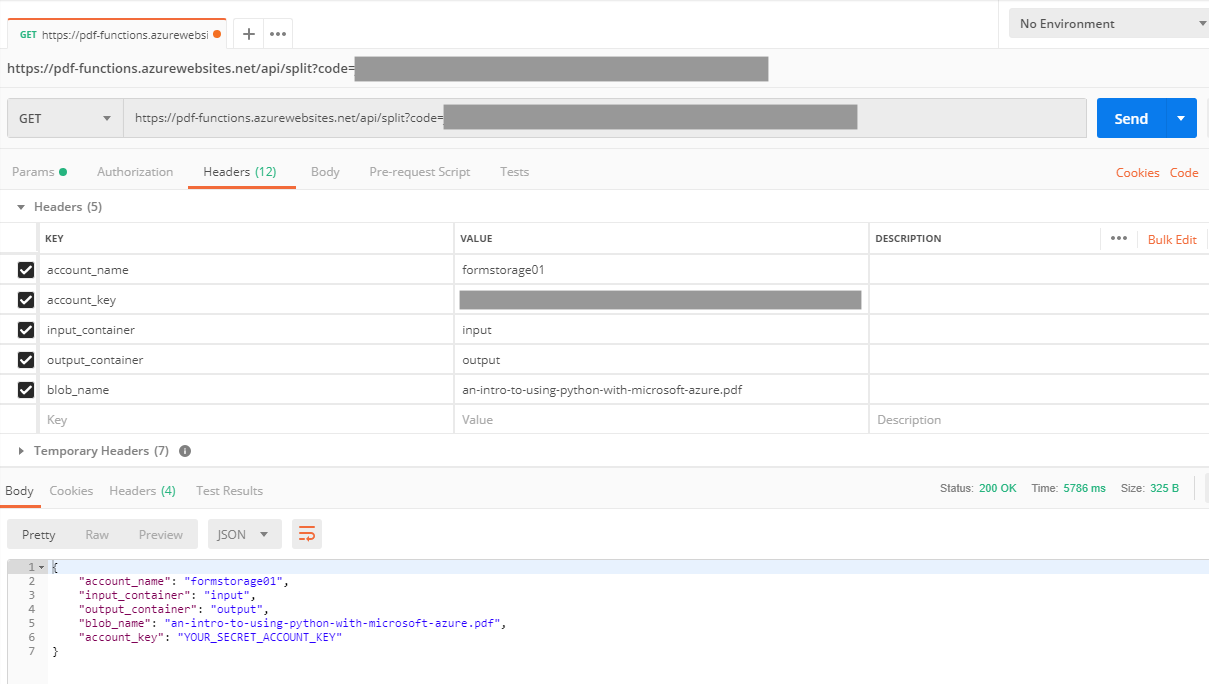 GET https://pdf-functions.azurewebsi
No Environment
https://pdf-functions.azurewebsites.net/api/split?code=
GET https://pdf-functions.azurewebsites.net/api/split?code= Send
Params Authorization Headers (12) Body Pre-request Script Tests Cookies Code
Headers (5)
KEY VALUE DESCRIPTION ••• Bulk Edit
account_name formstorage01
account_key
input_container input
output_container output
blob_name an-intro-to-using-python-with-microsoft-azure.pdf
Key Value Description
Temporary Headers (7)
Body Cookies Headers (4) Test Results Status: 200 OK Time: 5786 ms Size: 325 B
Pretty Raw Preview JSON
1 {
2 "account_name": "formstorage01",
3 "input_container": "input",
4 "output_container": "output",
5 "blob_name": "an-intro-to-using-python-with-microsoft-azure.pdf",
6 "account_key": "YOUR_SECRET_ACCOUNT_KEY"
7 }